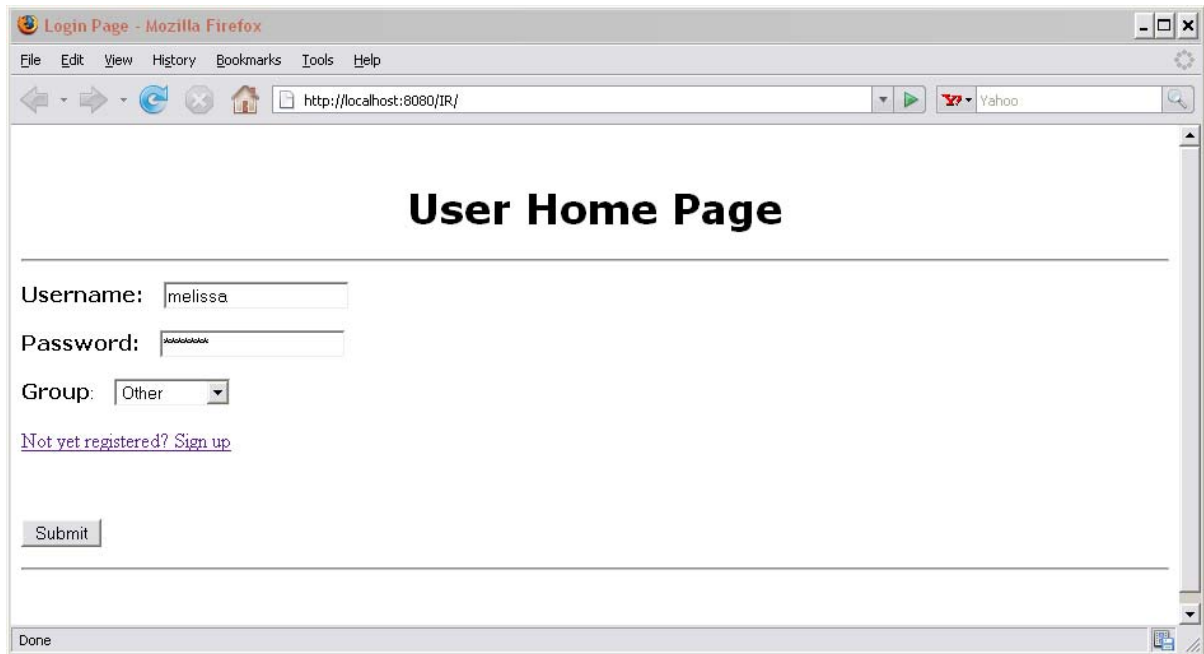 Login Page - Mozilla Firefox
File Edit View History Bookmarks Tools Help
http://localhost:8080/IR/ Yahoo
User Home Page
Username: melissa
Password: ********
Group: Other
Not yet registered? Sign up
Submit
Done